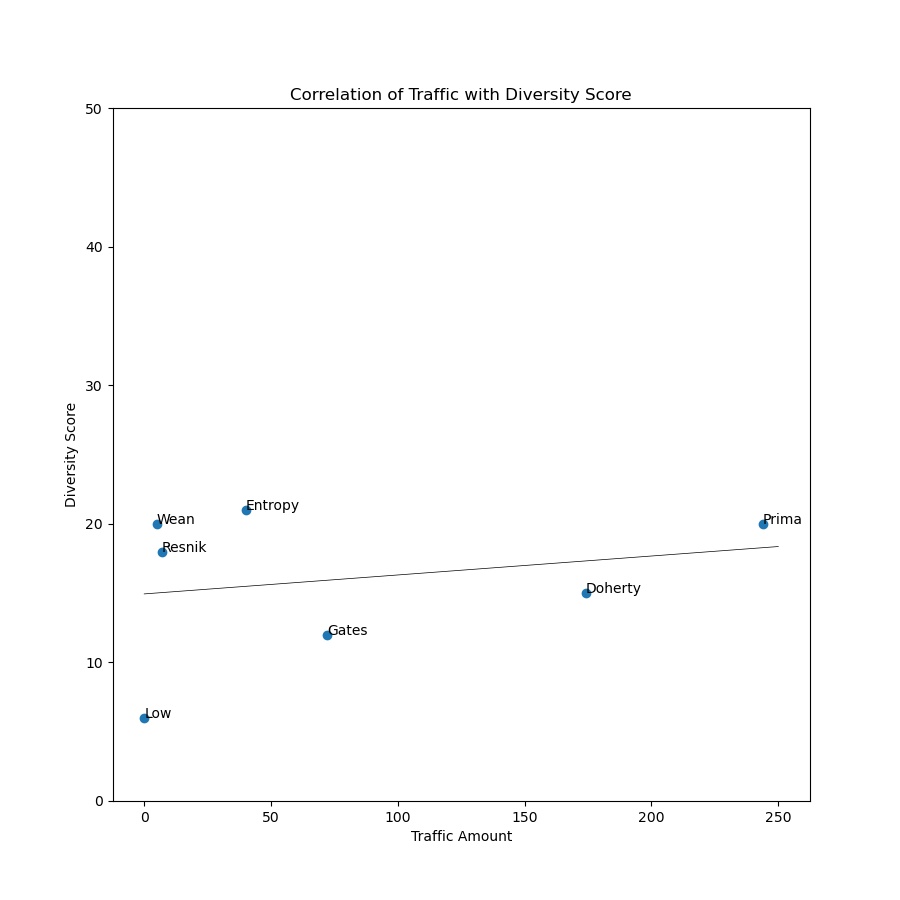 Correlation of Traffic with Diversity Score
50
40
30
20
10
0
Diversity Score
Entropy
Wean
Prima
Resnik
Doherty
Gates
Low
0 50 100 150 200 250
Traffic Amount